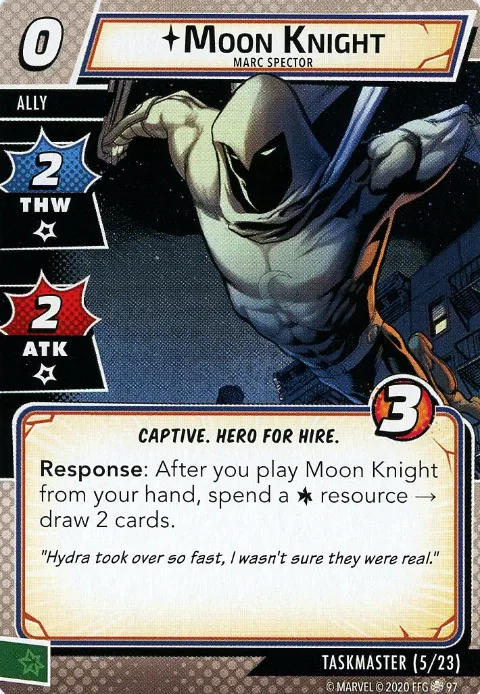 0
MOON KNIGHT
MARC SPECTOR
ALLY
2
THW
2
ATK
3
CAPTIVE. HERO FOR HIRE.
Response: After you play Moon Knight
from your hand, spend a resource →
draw 2 cards.
"Hydra took over so fast, I wasn't sure they were real."
TASKMASTER (5/23)
© MARVEL © 2020 FFG 97